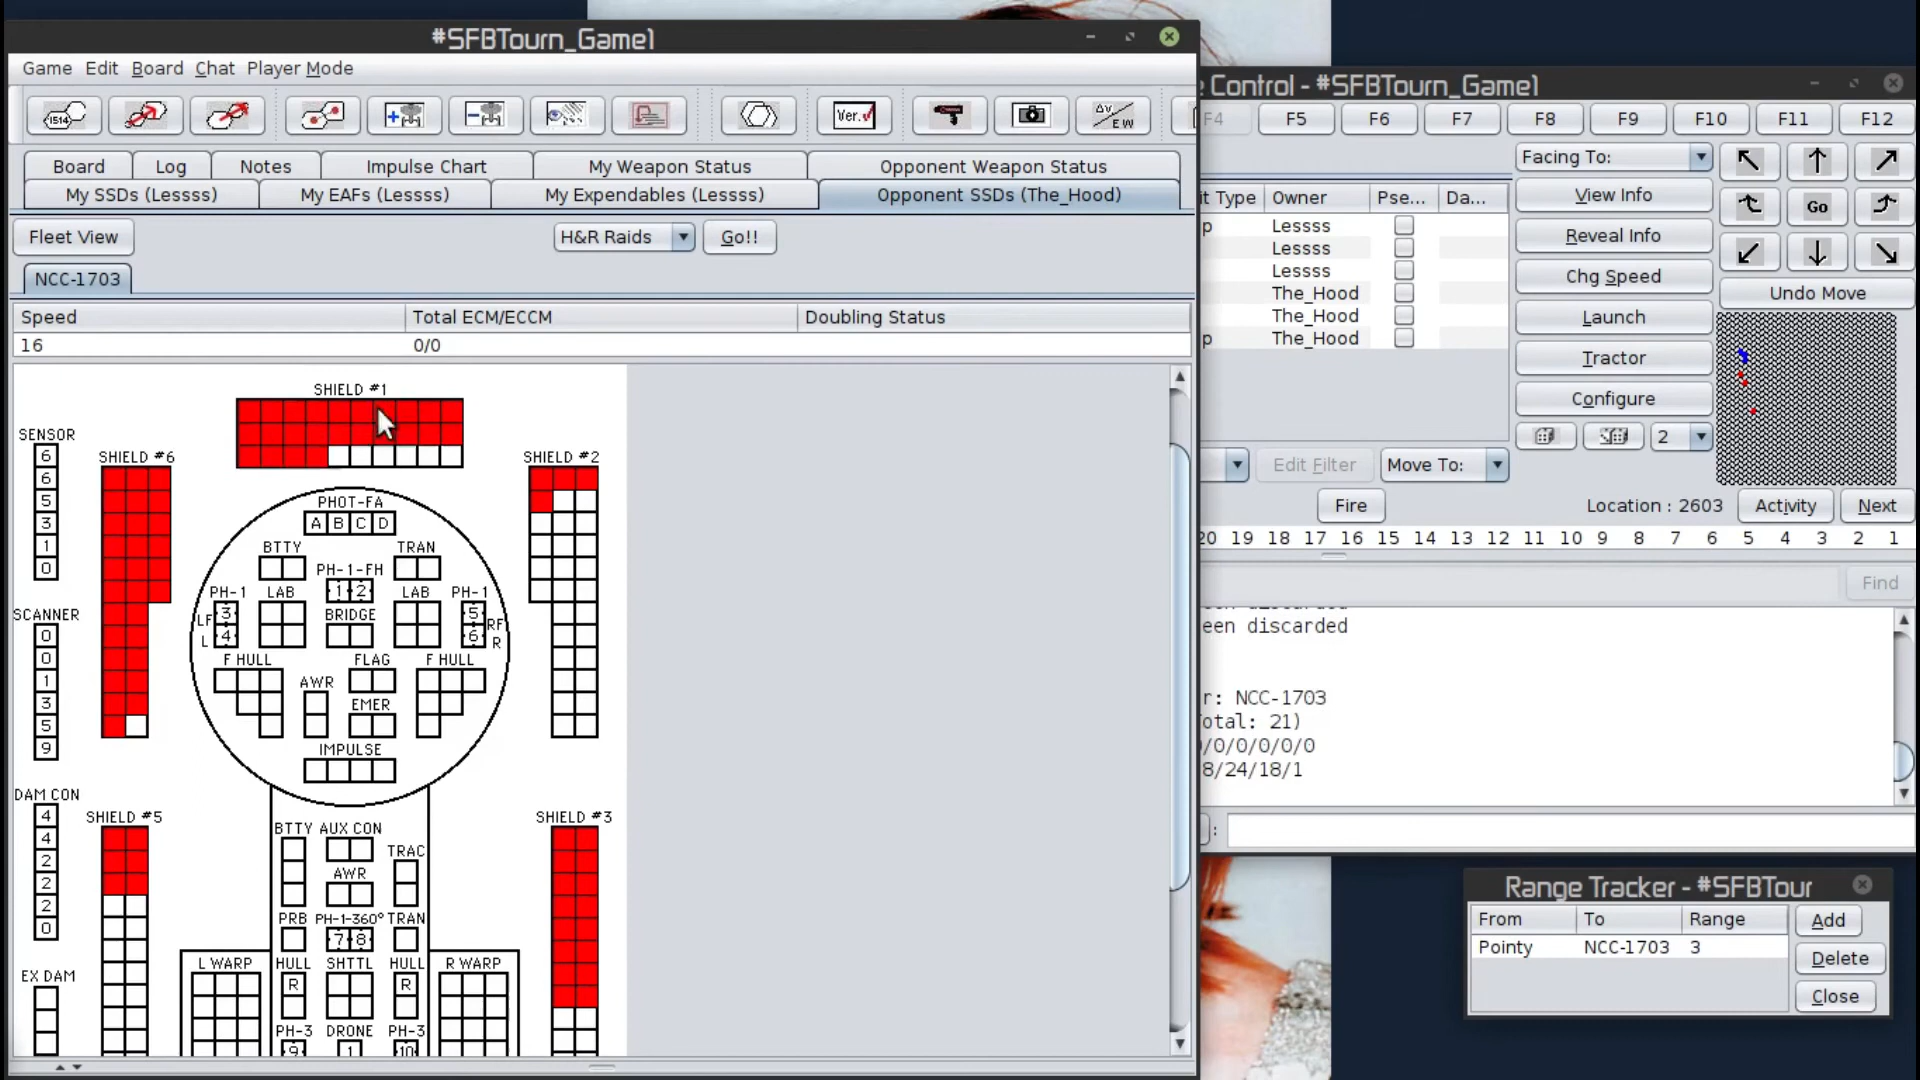 #SFBTourn_Game1
Game Edit Board Chat Player Mode
1514
Ver.√
ΔV/EW
Board Log Notes Impulse Chart My Weapon Status Opponent Weapon Status
My SSDs (Lessss) My EAFs (Lessss) My Expendables (Lessss) Opponent SSDs (The_Hood)
Fleet View H&R Raids Go!!
NCC-1703
Speed Total ECM/ECCM Doubling Status
16 0/0
SHIELD #1
SENSOR
6
6
5
3
1
0
SHIELD #6
SHIELD #2
PHOT-FA
A B C D
BTTY TRAN
PH-1-FH
1 2
PH-1 LAB LAB PH-1
LF 3 BRIDGE 5 RF
L 4 6 R
SCANNER
0
0
1
3
5
9
F HULL FLAG F HULL
AWR
EMER
IMPULSE
DAM CON
4
4
2
2
2
0
SHIELD #5
SHIELD #3
BTTY AUX CON
TRAC
AWR
PRB PH-1-360° TRAN
7 8
L WARP HULL SHTTL HULL R WARP
R R
EX DAM
PH-3 DRONE PH-3
9 1 10
Control - #SFBTourn_Game1
F4 F5 F6 F7 F8 F9 F10 F11 F12
Facing To:
it Type Owner Pse... Da...
p Lessss
Lessss
Lessss
The_Hood
The_Hood
p The_Hood
View Info
Reveal Info
Chg Speed
Launch
Tractor
Configure
2
Go
Undo Move
Edit Filter Move To:
Fire Location : 2603 Activity Next
20 19 18 17 16 15 14 13 12 11 10 9 8 7 6 5 4 3 2 1
Find
een discarded
r: NCC-1703
otal: 21)
/0/0/0/0/0
8/24/18/1
:
Range Tracker - #SFBTour
From To Range
Pointy NCC-1703 3
Add
Delete
Close